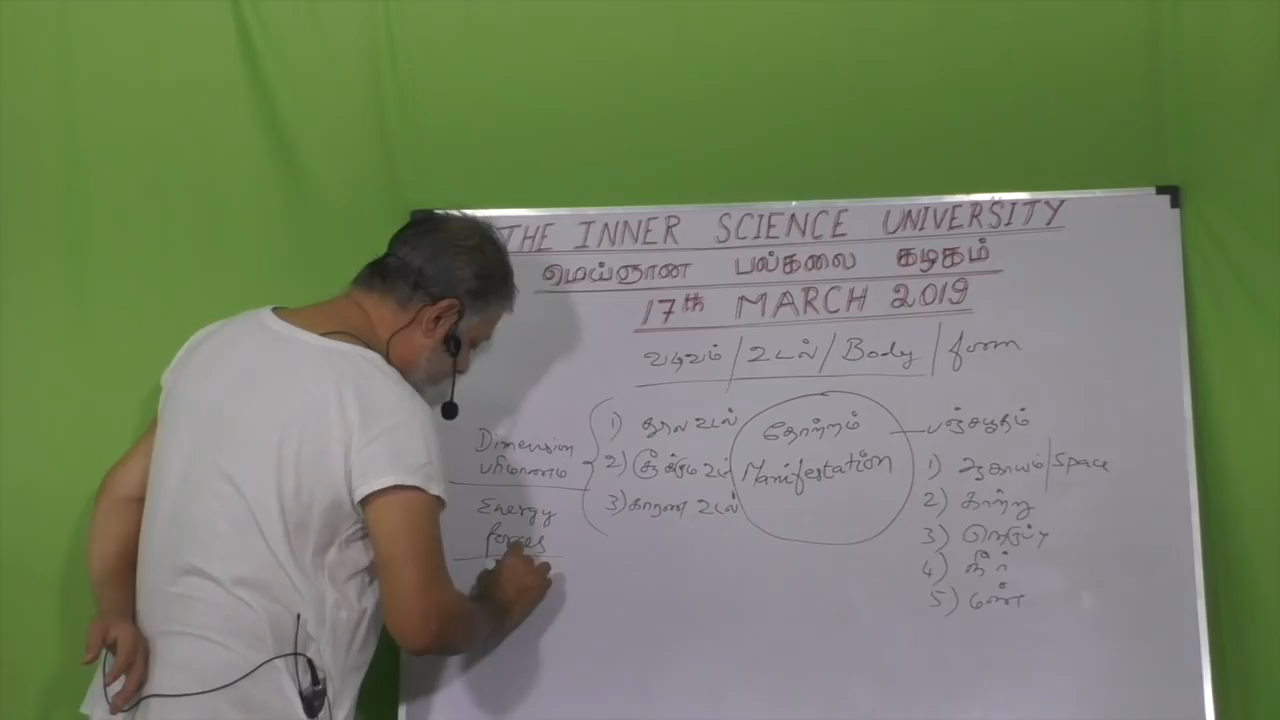 THE INNER SCIENCE UNIVERSITY
மெய்ஞான பல்கலை கழகம்
17th MARCH 2019
வடிவம் / உடல் / Body / form
Dimension
பரிமாணம்
Energy
forces
1) தூல உடல்
2) சூக்கும உடல்
3) காரண உடல்
தோற்றம்
Manifestation
பஞ்சபூதம்
1) ஆகாயம் / Space
2) காற்று
3) நெருப்பு
4) நீர்
5) மண்